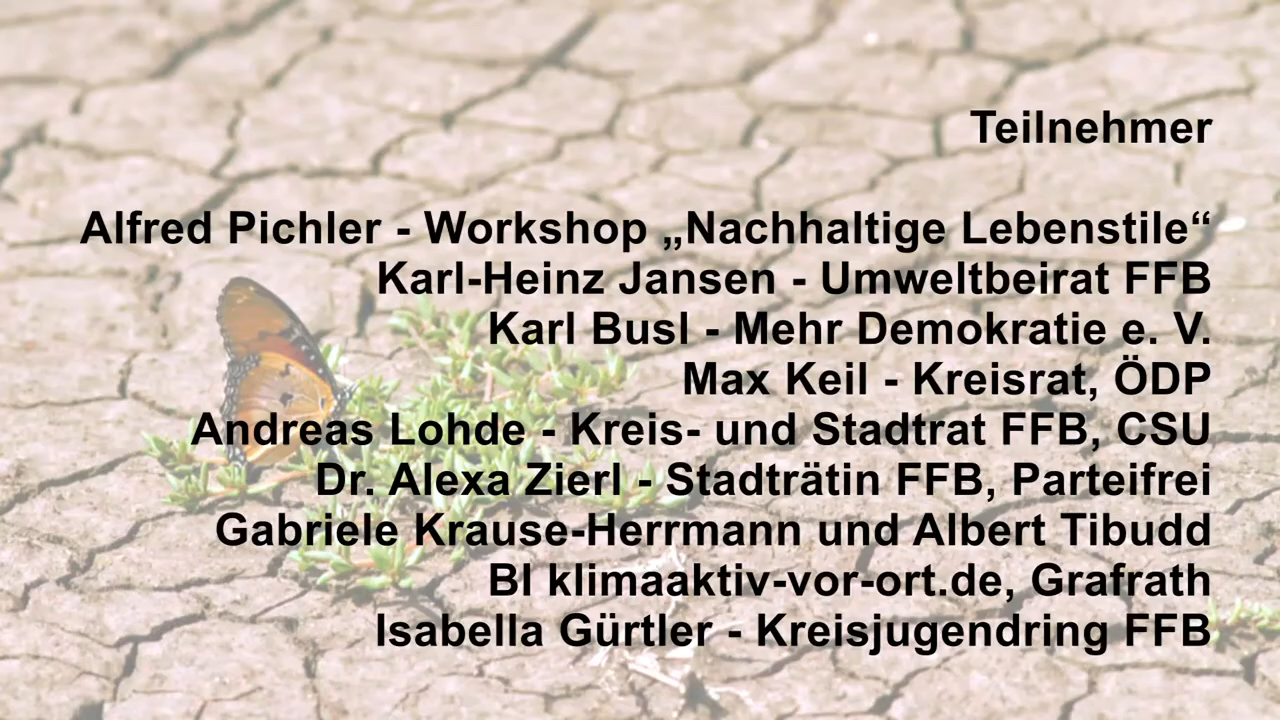 Teilnehmer
Alfred Pichler - Workshop „Nachhaltige Lebenstile“
Karl-Heinz Jansen - Umweltbeirat FFB
Karl Busl - Mehr Demokratie e. V.
Max Keil - Kreisrat, ÖDP
Andreas Lohde - Kreis- und Stadtrat FFB, CSU
Dr. Alexa Zierl - Stadträtin FFB, Parteifrei
Gabriele Krause-Herrmann und Albert Tibudd
BI klimaaktiv-vor-ort.de, Grafrath
Isabella Gürtler - Kreisjugendring FFB